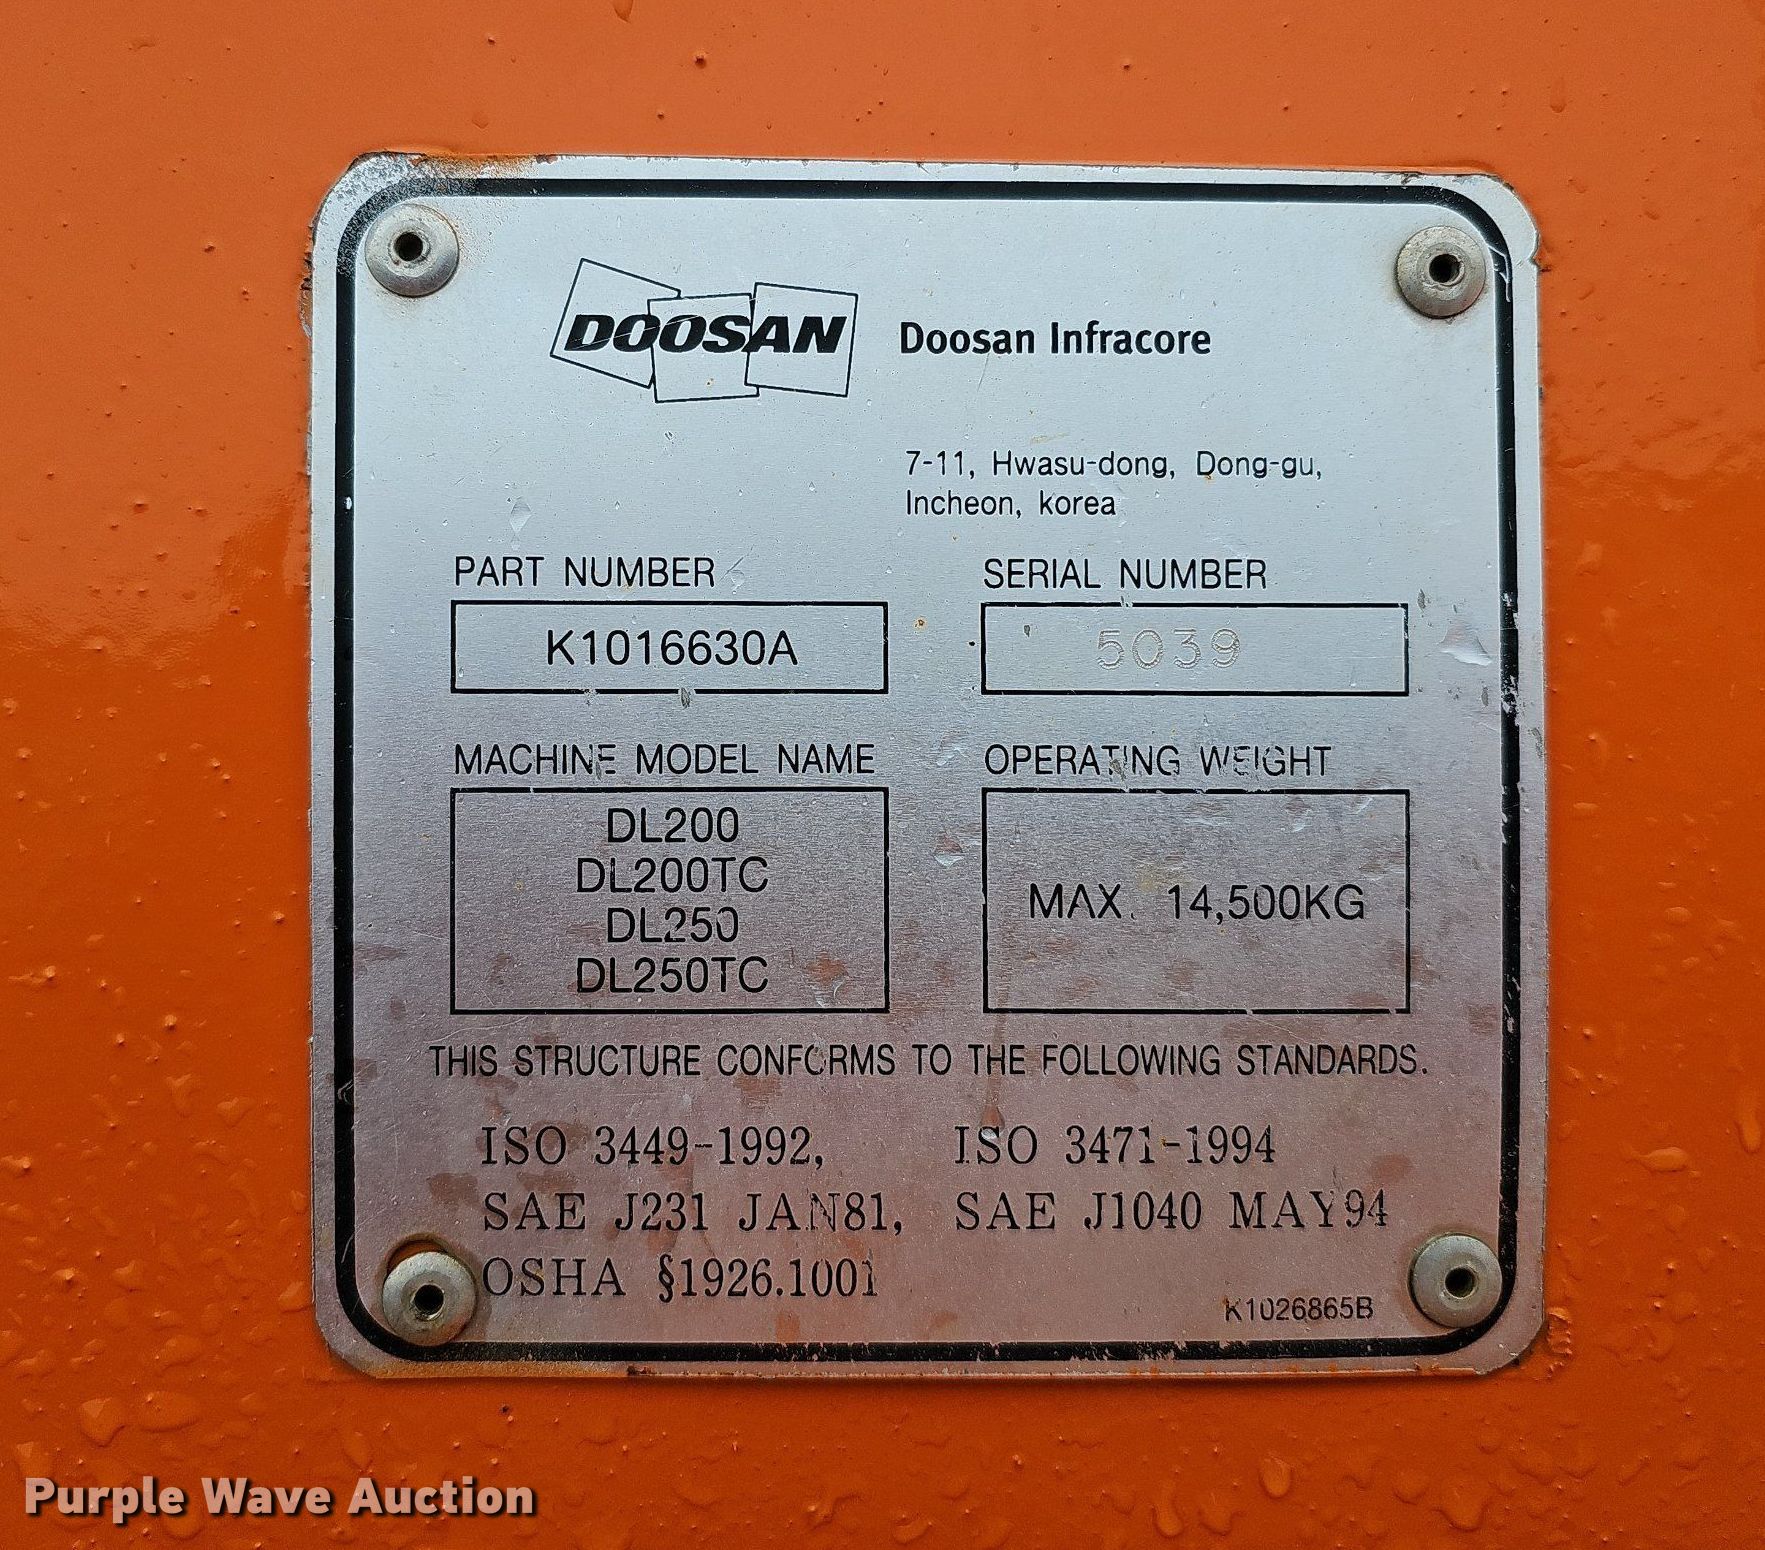 DOOSAN Doosan Infracore
7-11, Hwasu-dong, Dong-gu,
Incheon, korea
PART NUMBER SERIAL NUMBER
K1016630A 5039
MACHINE MODEL NAME OPERATING WEIGHT
DL200
DL200TC
DL250
DL250TC
MAX. 14,500KG
THIS STRUCTURE CONFORMS TO THE FOLLOWING STANDARDS.
ISO 3449-1992, ISO 3471-1994
SAE J231 JAN81, SAE J1040 MAY94
OSHA §1926.1001
K1026865B
Purple Wave Auction